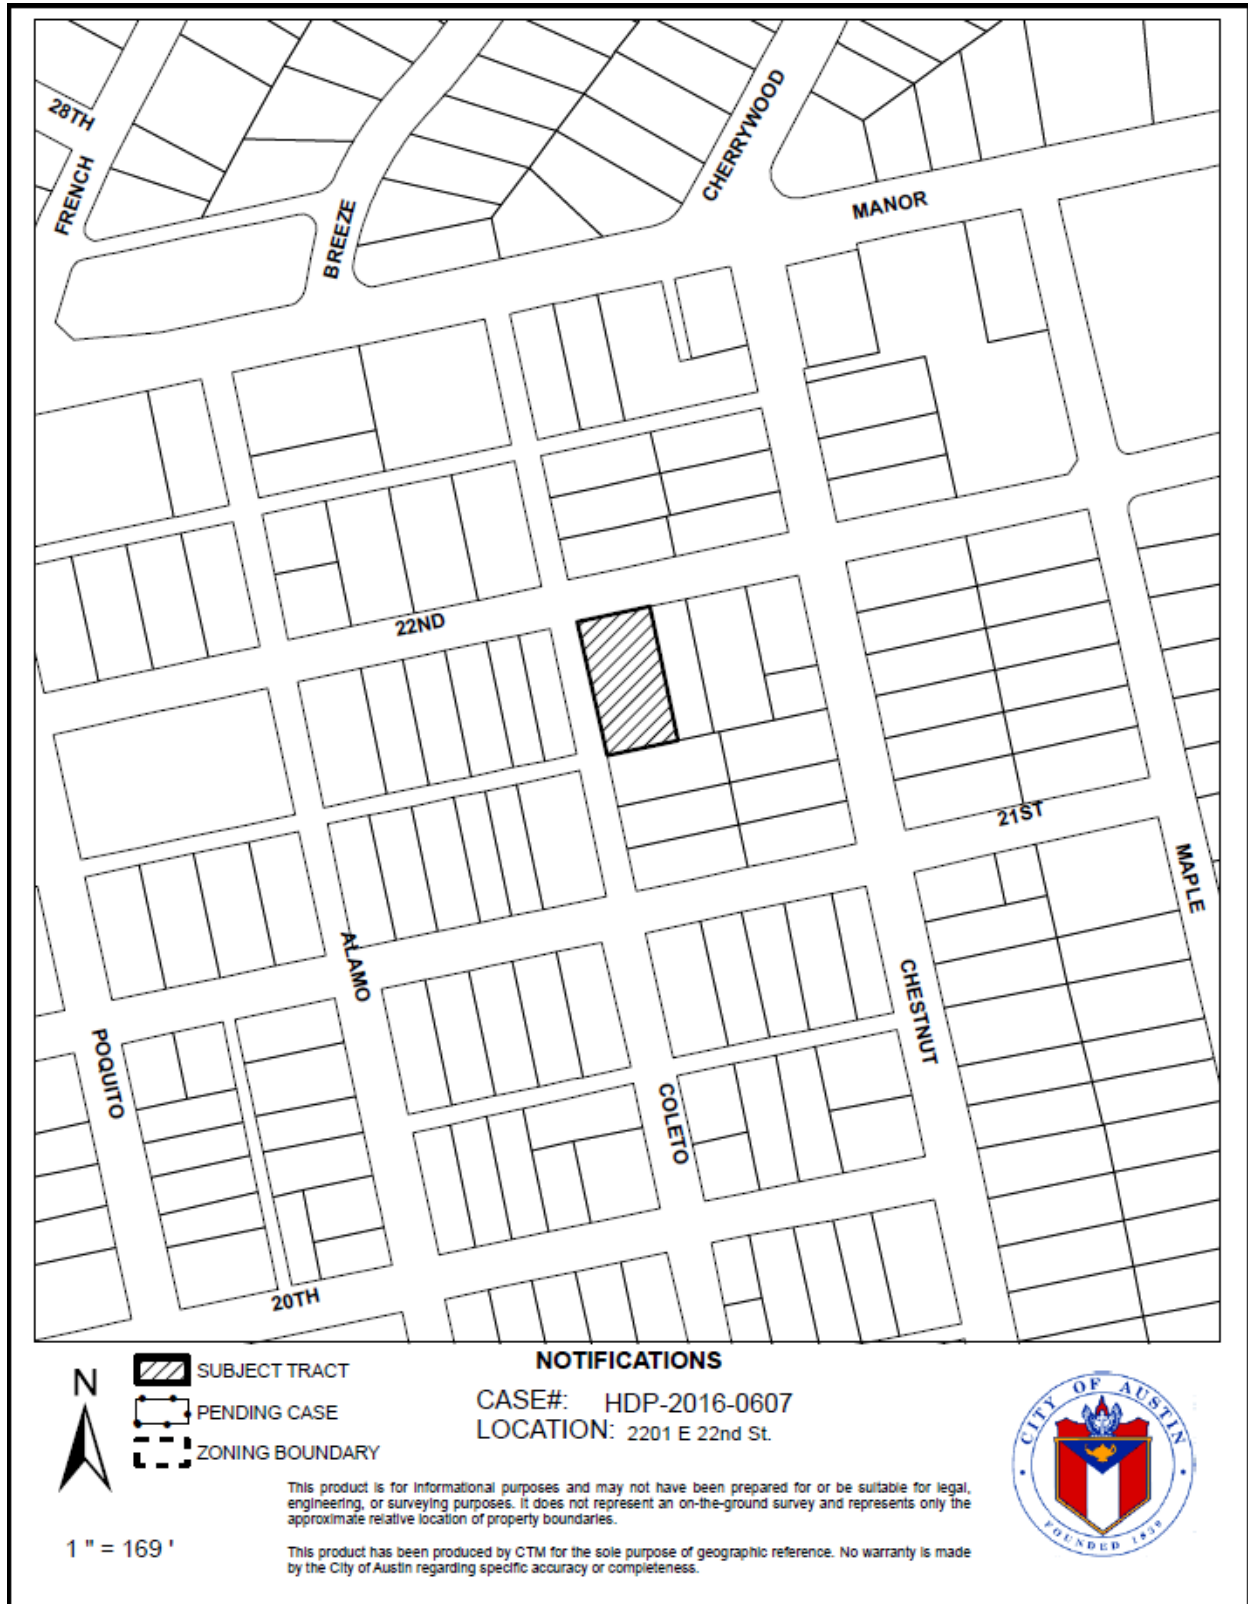 28TH
FRENCH
BREEZE
CHERRYWOOD
MANOR
22ND
21ST
MAPLE
ALAMO
CHESTNUT
POQUITO
COLETO
20TH
N
SUBJECT TRACT
PENDING CASE
ZONING BOUNDARY
1 " = 169 '
NOTIFICATIONS
CASE#: HDP-2016-0607
LOCATION: 2201 E 22nd St.
This product is for informational purposes and may not have been prepared for or be suitable for legal,
engineering, or surveying purposes. It does not represent an on-the-ground survey and represents only the
approximate relative location of property boundaries.
This product has been produced by CTM for the sole purpose of geographic reference. No warranty is made
by the City of Austin regarding specific accuracy or completeness.
CITY OF AUSTIN
FOUNDED 1839